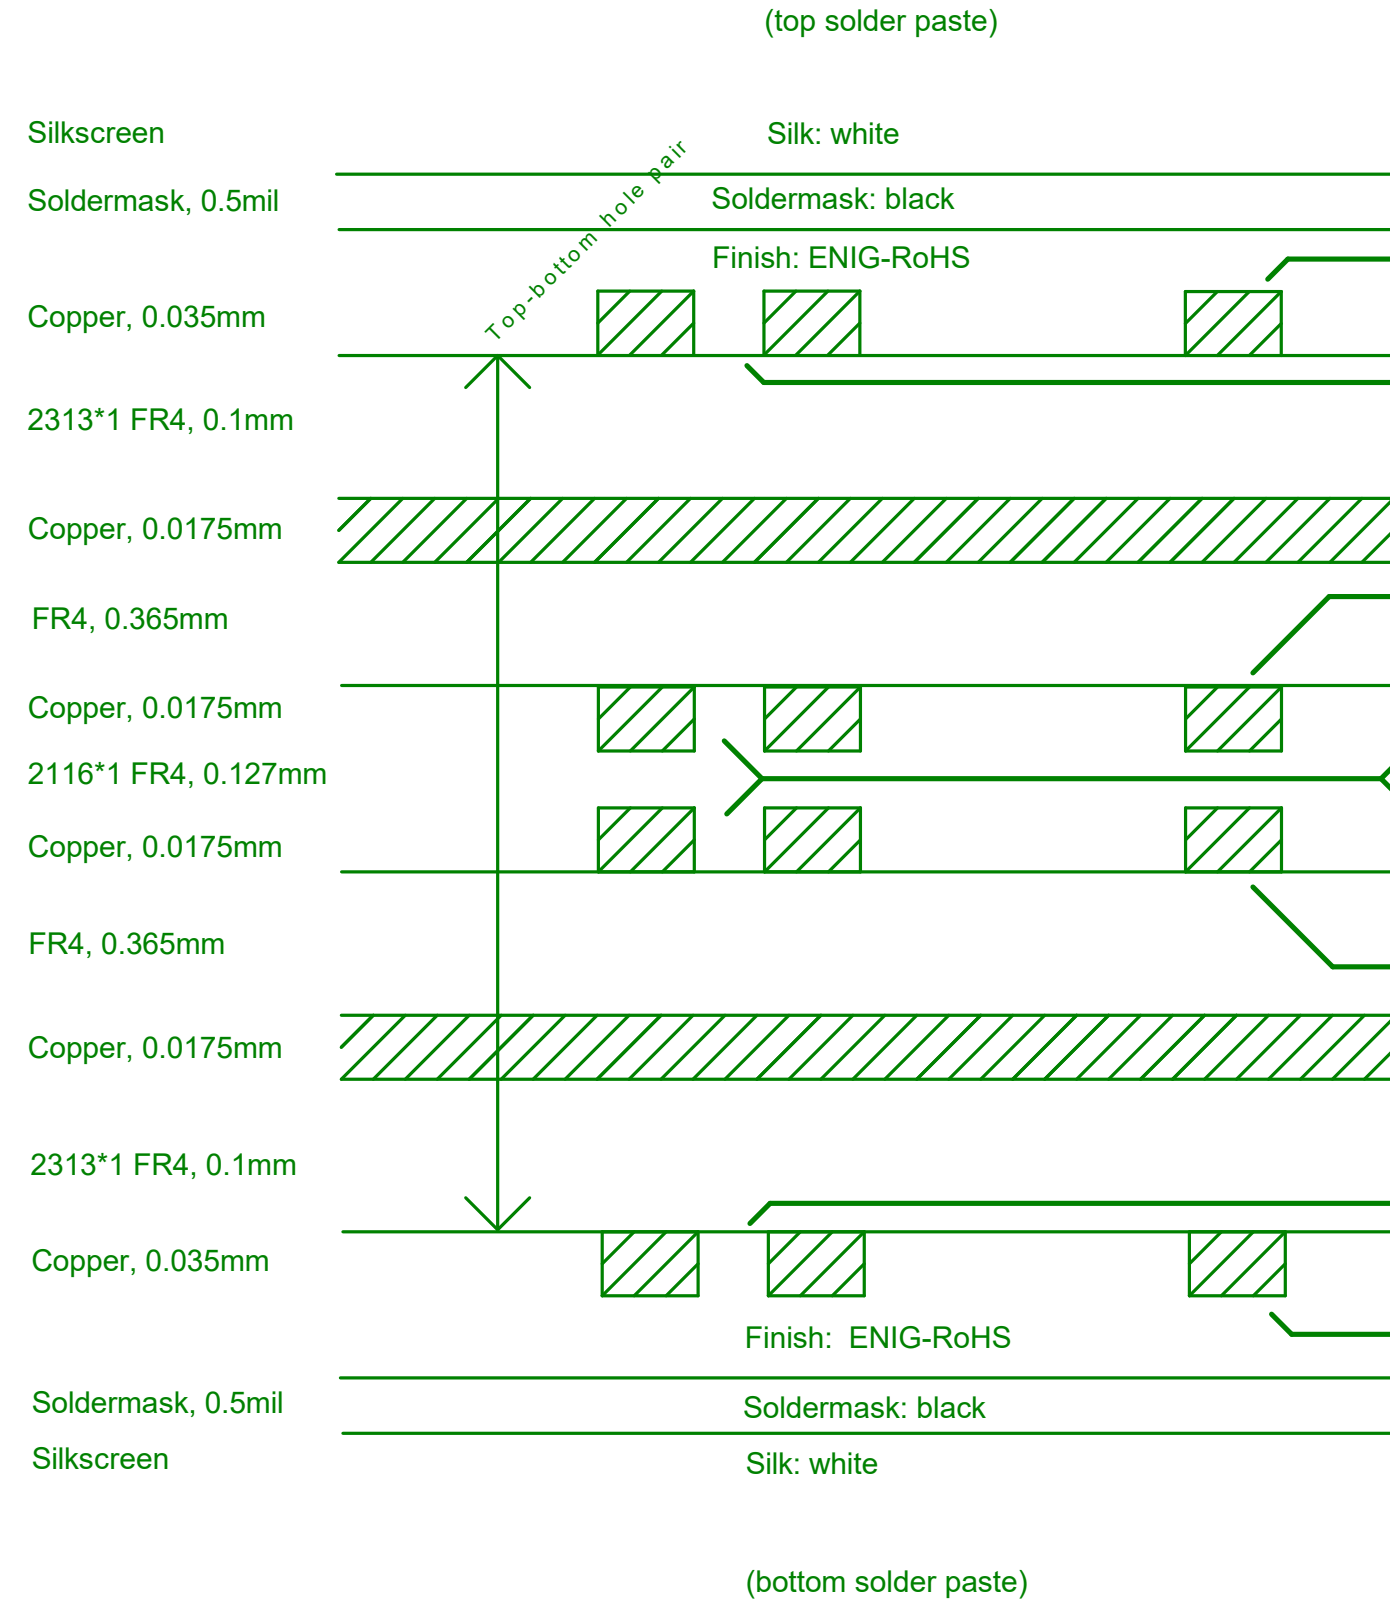 (top solder paste)
Silkscreen
Silk: white
Top-bottom hole pair
Soldermask, 0.5mil
Soldermask: black
Finish: ENIG-RoHS
Copper, 0.035mm
2313*1 FR4, 0.1mm
Copper, 0.0175mm
FR4, 0.365mm
Copper, 0.0175mm
2116*1 FR4, 0.127mm
Copper, 0.0175mm
FR4, 0.365mm
Copper, 0.0175mm
2313*1 FR4, 0.1mm
Copper, 0.035mm
Finish:  ENIG-RoHS
Soldermask, 0.5mil
Soldermask: black
Silkscreen
Silk: white
(bottom solder paste)